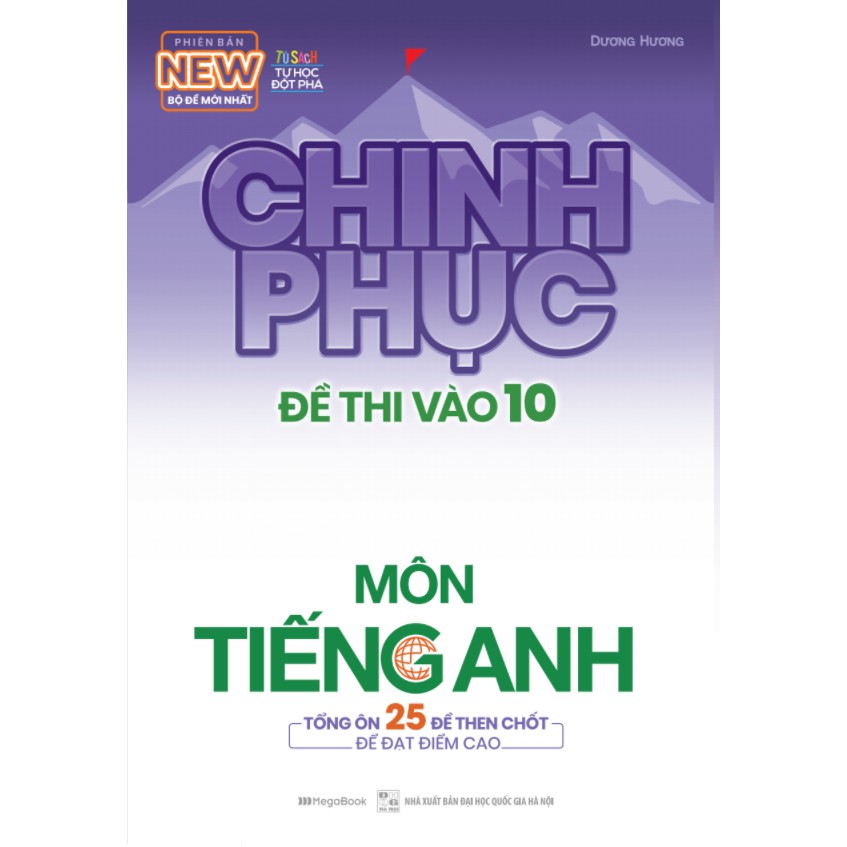 PHIÊN BẢN
NEW
BỘ ĐỀ MỚI NHẤT
TỦ SÁCH
TỰ HỌC
ĐỘT PHÁ
Dương Hương
CHINH
PHỤC
ĐỀ THI VÀO 10
MÔN
TIẾNG ANH
TỔNG ÔN 25 ĐỀ THEN CHỐT
ĐỂ ĐẠT ĐIỂM CAO
MegaBook
NHÀ XUẤT BẢN ĐẠI HỌC QUỐC GIA HÀ NỘI